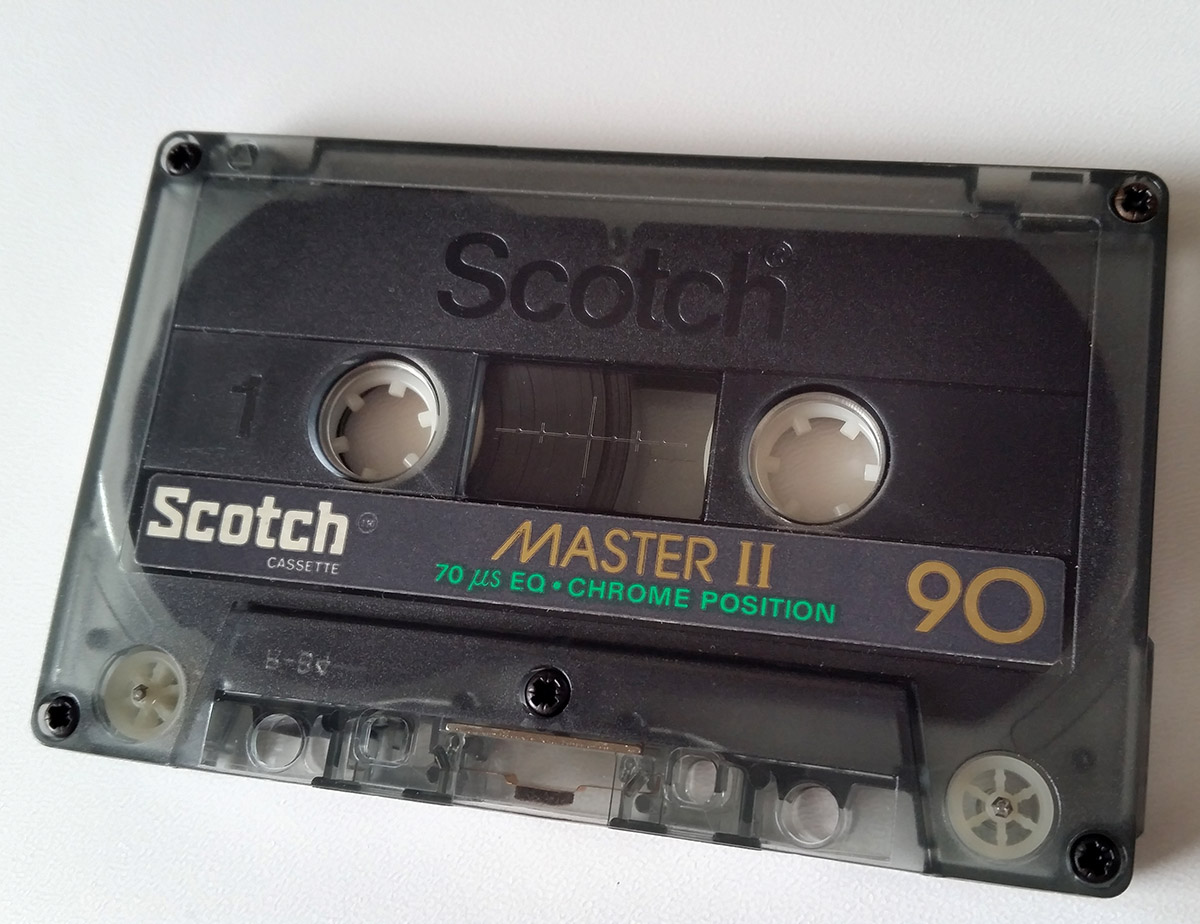 Scotch®
1
Scotch
CASSETTE
MASTER II
70 µs EQ • CHROME POSITION
90